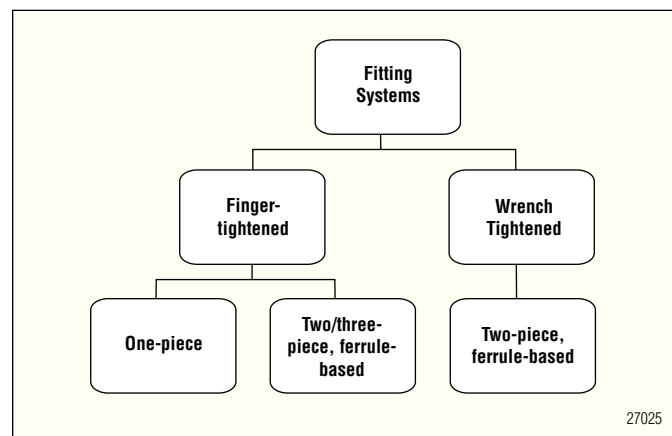 Fitting
Systems
Finger-
tightened
Wrench
Tightened
One-piece
Two/three-
piece, ferrule-
based
Two-piece,
ferrule-based
27025